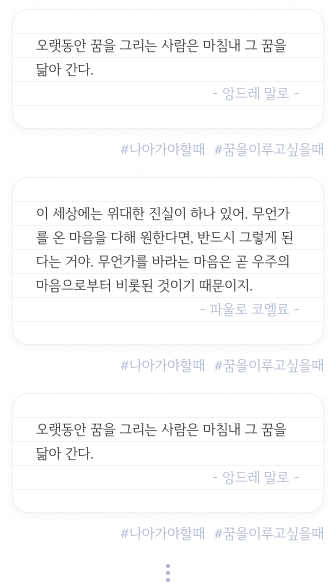 오랫동안 꿈을 그리는 사람은 마침내 그 꿈을
닮아 간다.
- 앙드레 말로 -
#나아가야할때 #꿈을이루고싶을때
이 세상에는 위대한 진실이 하나 있어. 무언가
를 온 마음을 다해 원한다면, 반드시 그렇게 된
다는 거야. 무언가를 바라는 마음은 곧 우주의
마음으로부터 비롯된 것이기 때문이지.
- 파울로 코엘료 -
#나아가야할때 #꿈을이루고싶을때
오랫동안 꿈을 그리는 사람은 마침내 그 꿈을
닮아 간다.
- 앙드레 말로 -
#나아가야할때 #꿈을이루고싶을때